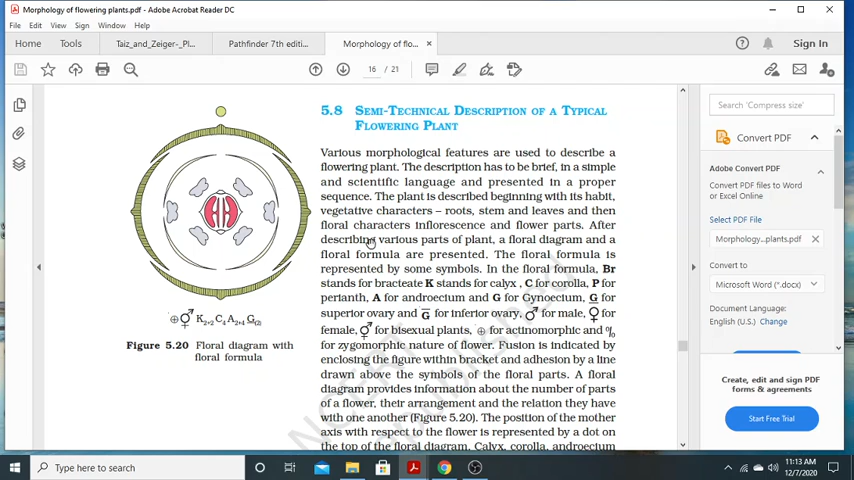 Morphology of flowering plants.pdf - Adobe Acrobat Reader DC
File Edit View Sign Window Help
Home Tools Taiz_and_Zeiger-_Pl... Pathfinder 7th editi... Morphology of flo... × Sign In
16 / 21
5.8 SEMI-TECHNICAL DESCRIPTION OF A TYPICAL
FLOWERING PLANT
Various morphological features are used to describe a
flowering plant. The description has to be brief, in a simple
and scientific language and presented in a proper
sequence. The plant is described beginning with its habit,
vegetative characters – roots, stem and leaves and then
floral characters inflorescence and flower parts. After
describing various parts of plant, a floral diagram and a
floral formula are presented. The floral formula is
represented by some symbols. In the floral formula, Br
stands for bracteate K stands for calyx , C for corolla, P for
perianth, A for androecium and G for Gynoecium, G for
superior ovary and G for inferior ovary, ♂ for male, ♀ for
female, ⚥ for bisexual plants, ⊕ for actinomorphic and % for zygomorphic nature of flower. Fusion is indicated by
enclosing the figure within bracket and adhesion by a line
drawn above the symbols of the floral parts. A floral
diagram provides information about the number of parts
of a flower, their arrangement and the relation they have
with one another (Figure 5.20). The position of the mother
axis with respect to the flower is represented by a dot on
the top of the floral diagram. Calyx, corolla, androecium
⊕ ⚥ K2+2 C4 A2+4 G(2)
Figure 5.20 Floral diagram with
floral formula
NCERT
Search 'Compress size'
Convert PDF
Adobe Convert PDF
Convert PDF Files to Word
or Excel Online
Select PDF File
Morphology...plants.pdf ×
Convert to
Microsoft Word (*.docx)
Document Language:
English (U.S.) Change
Create, edit and sign PDF
forms & agreements
Start Free Trial
Type here to search
11:13 AM
12/7/2020